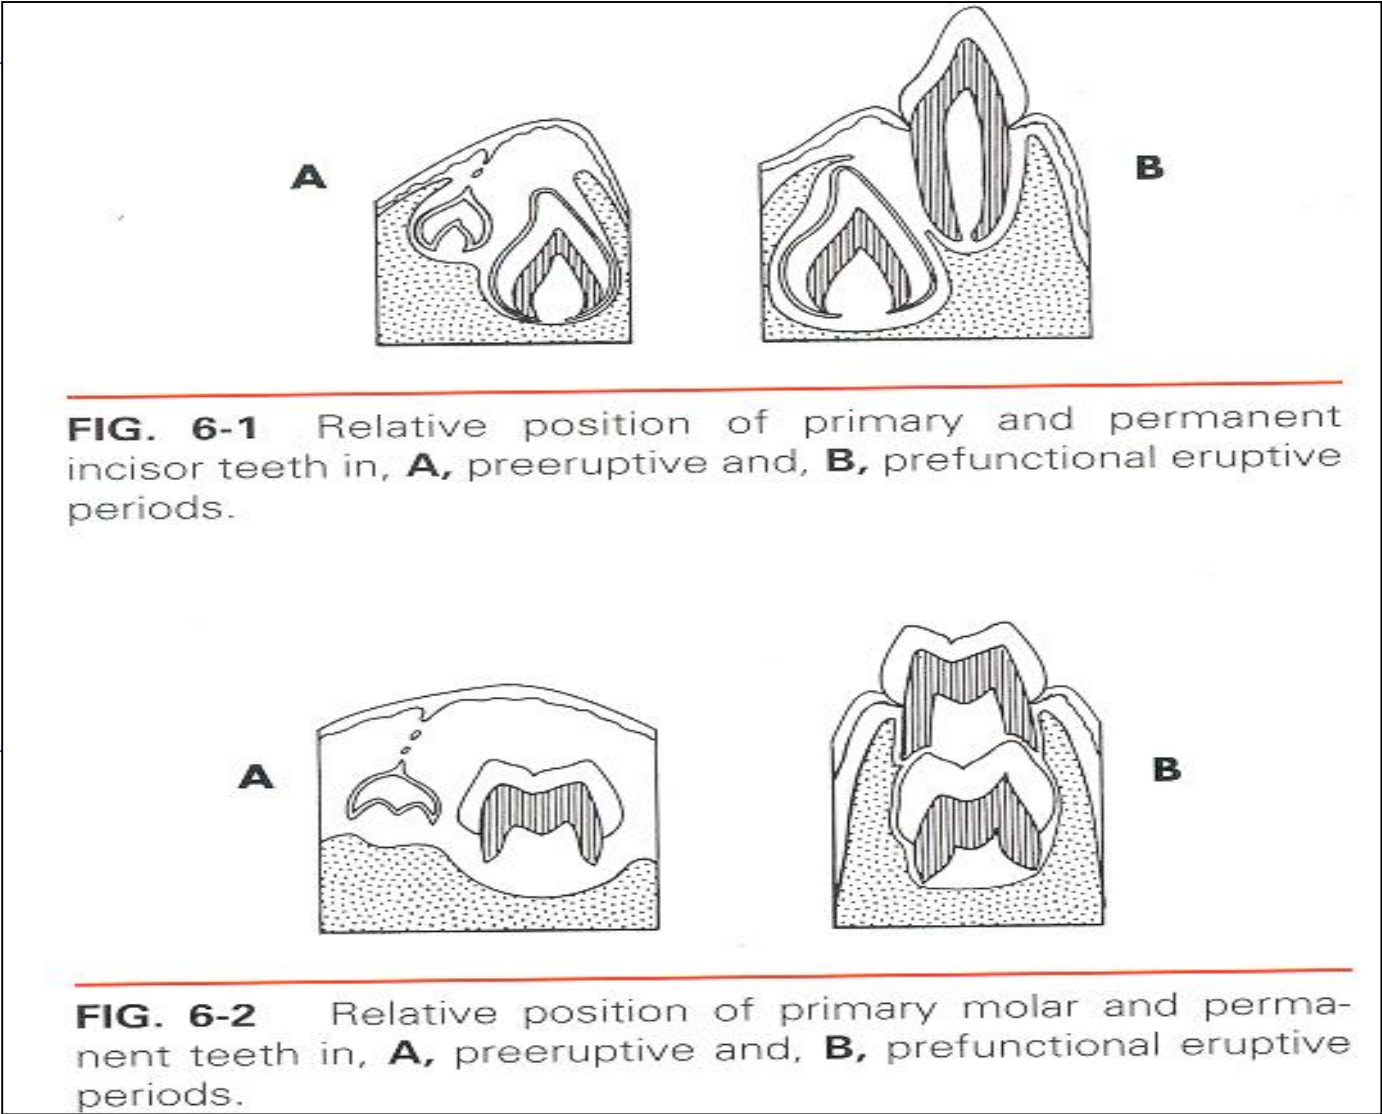 A
B
FIG. 6-1 Relative position of primary and permanent
incisor teeth in, A, preeruptive and, B, prefunctional eruptive
periods.
A
B
FIG. 6-2 Relative position of primary molar and perma-
nent teeth in, A, preeruptive and, B, prefunctional eruptive
periods.